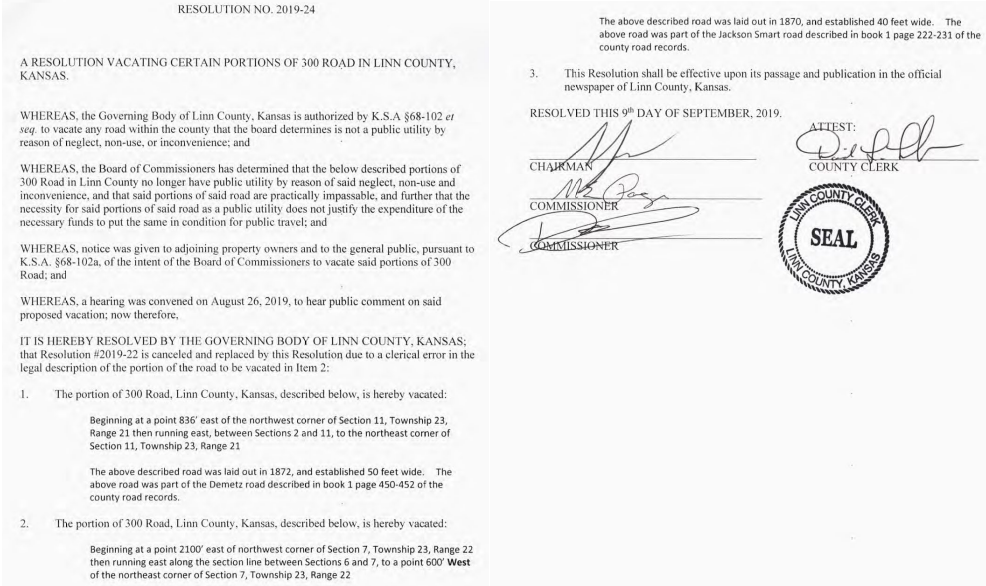 RESOLUTION NO. 2019-24
A RESOLUTION VACATING CERTAIN PORTIONS OF 300 ROAD IN LINN COUNTY,
KANSAS.
WHEREAS, the Governing Body of Linn County, Kansas is authorized by K.S.A §68-102 et
seq. to vacate any road within the county that the board determines is not a public utility by
reason of neglect, non-use, or inconvenience; and
WHEREAS, the Board of Commissioners has determined that the below described portions of
300 Road in Linn County no longer have public utility by reason of said neglect, non-use and
inconvenience, and that said portions of said road are practically impassable, and further that the
necessity for said portions of said road as a public utility does not justify the expenditure of the
necessary funds to put the same in condition for public travel; and
WHEREAS, notice was given to adjoining property owners and to the general public, pursuant to
K.S.A. §68-102a, of the intent of the Board of Commissioners to vacate said portions of 300
Road; and
WHEREAS, a hearing was convened on August 26, 2019, to hear public comment on said
proposed vacation; now therefore,
IT IS HEREBY RESOLVED BY THE GOVERNING BODY OF LINN COUNTY, KANSAS;
that Resolution #2019-22 is canceled and replaced by this Resolution due to a clerical error in the
legal description of the portion of the road to be vacated in Item 2:
1. The portion of 300 Road, Linn County, Kansas, described below, is hereby vacated:
Beginning at a point 836' east of the northwest corner of Section 11, Township 23,
Range 21 then running east, between Sections 2 and 11, to the northeast corner of
Section 11, Township 23, Range 21
The above described road was laid out in 1872, and established 50 feet wide. The
above road was part of the Demetz road described in book 1 page 450-452 of the
county road records.
2. The portion of 300 Road, Linn County, Kansas, described below, is hereby vacated:
Beginning at a point 2100' east of northwest corner of Section 7, Township 23, Range 22
then running east along the section line between Sections 6 and 7, to a point 600' West
of the northeast corner of Section 7, Township 23, Range 22
The above described road was laid out in 1870, and established 40 feet wide. The
above road was part of the Jackson Smart road described in book 1 page 222-231 of the
county road records.
3. This Resolution shall be effective upon its passage and publication in the official
newspaper of Linn County, Kansas.
RESOLVED THIS 9th DAY OF SEPTEMBER, 2019.
ATTEST:
CHAIRMAN
COUNTY CLERK
COMMISSIONER
COMMISSIONER
LINN COUNTY CLERK
SEAL
LINN COUNTY, KANSAS